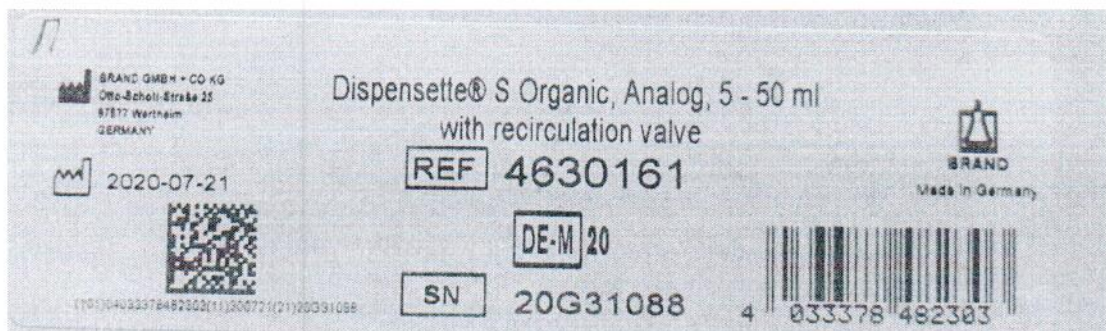 BRAND GMBH + CO KG
Otto-Schott-Straße 25
97877 Wertheim
GERMANY
2020-07-21
Dispensette® S Organic, Analog, 5 - 50 ml
with recirculation valve
REF 4630161
DE-M 20
SN 20G31088
BRAND
Made in Germany
4 033378 482303